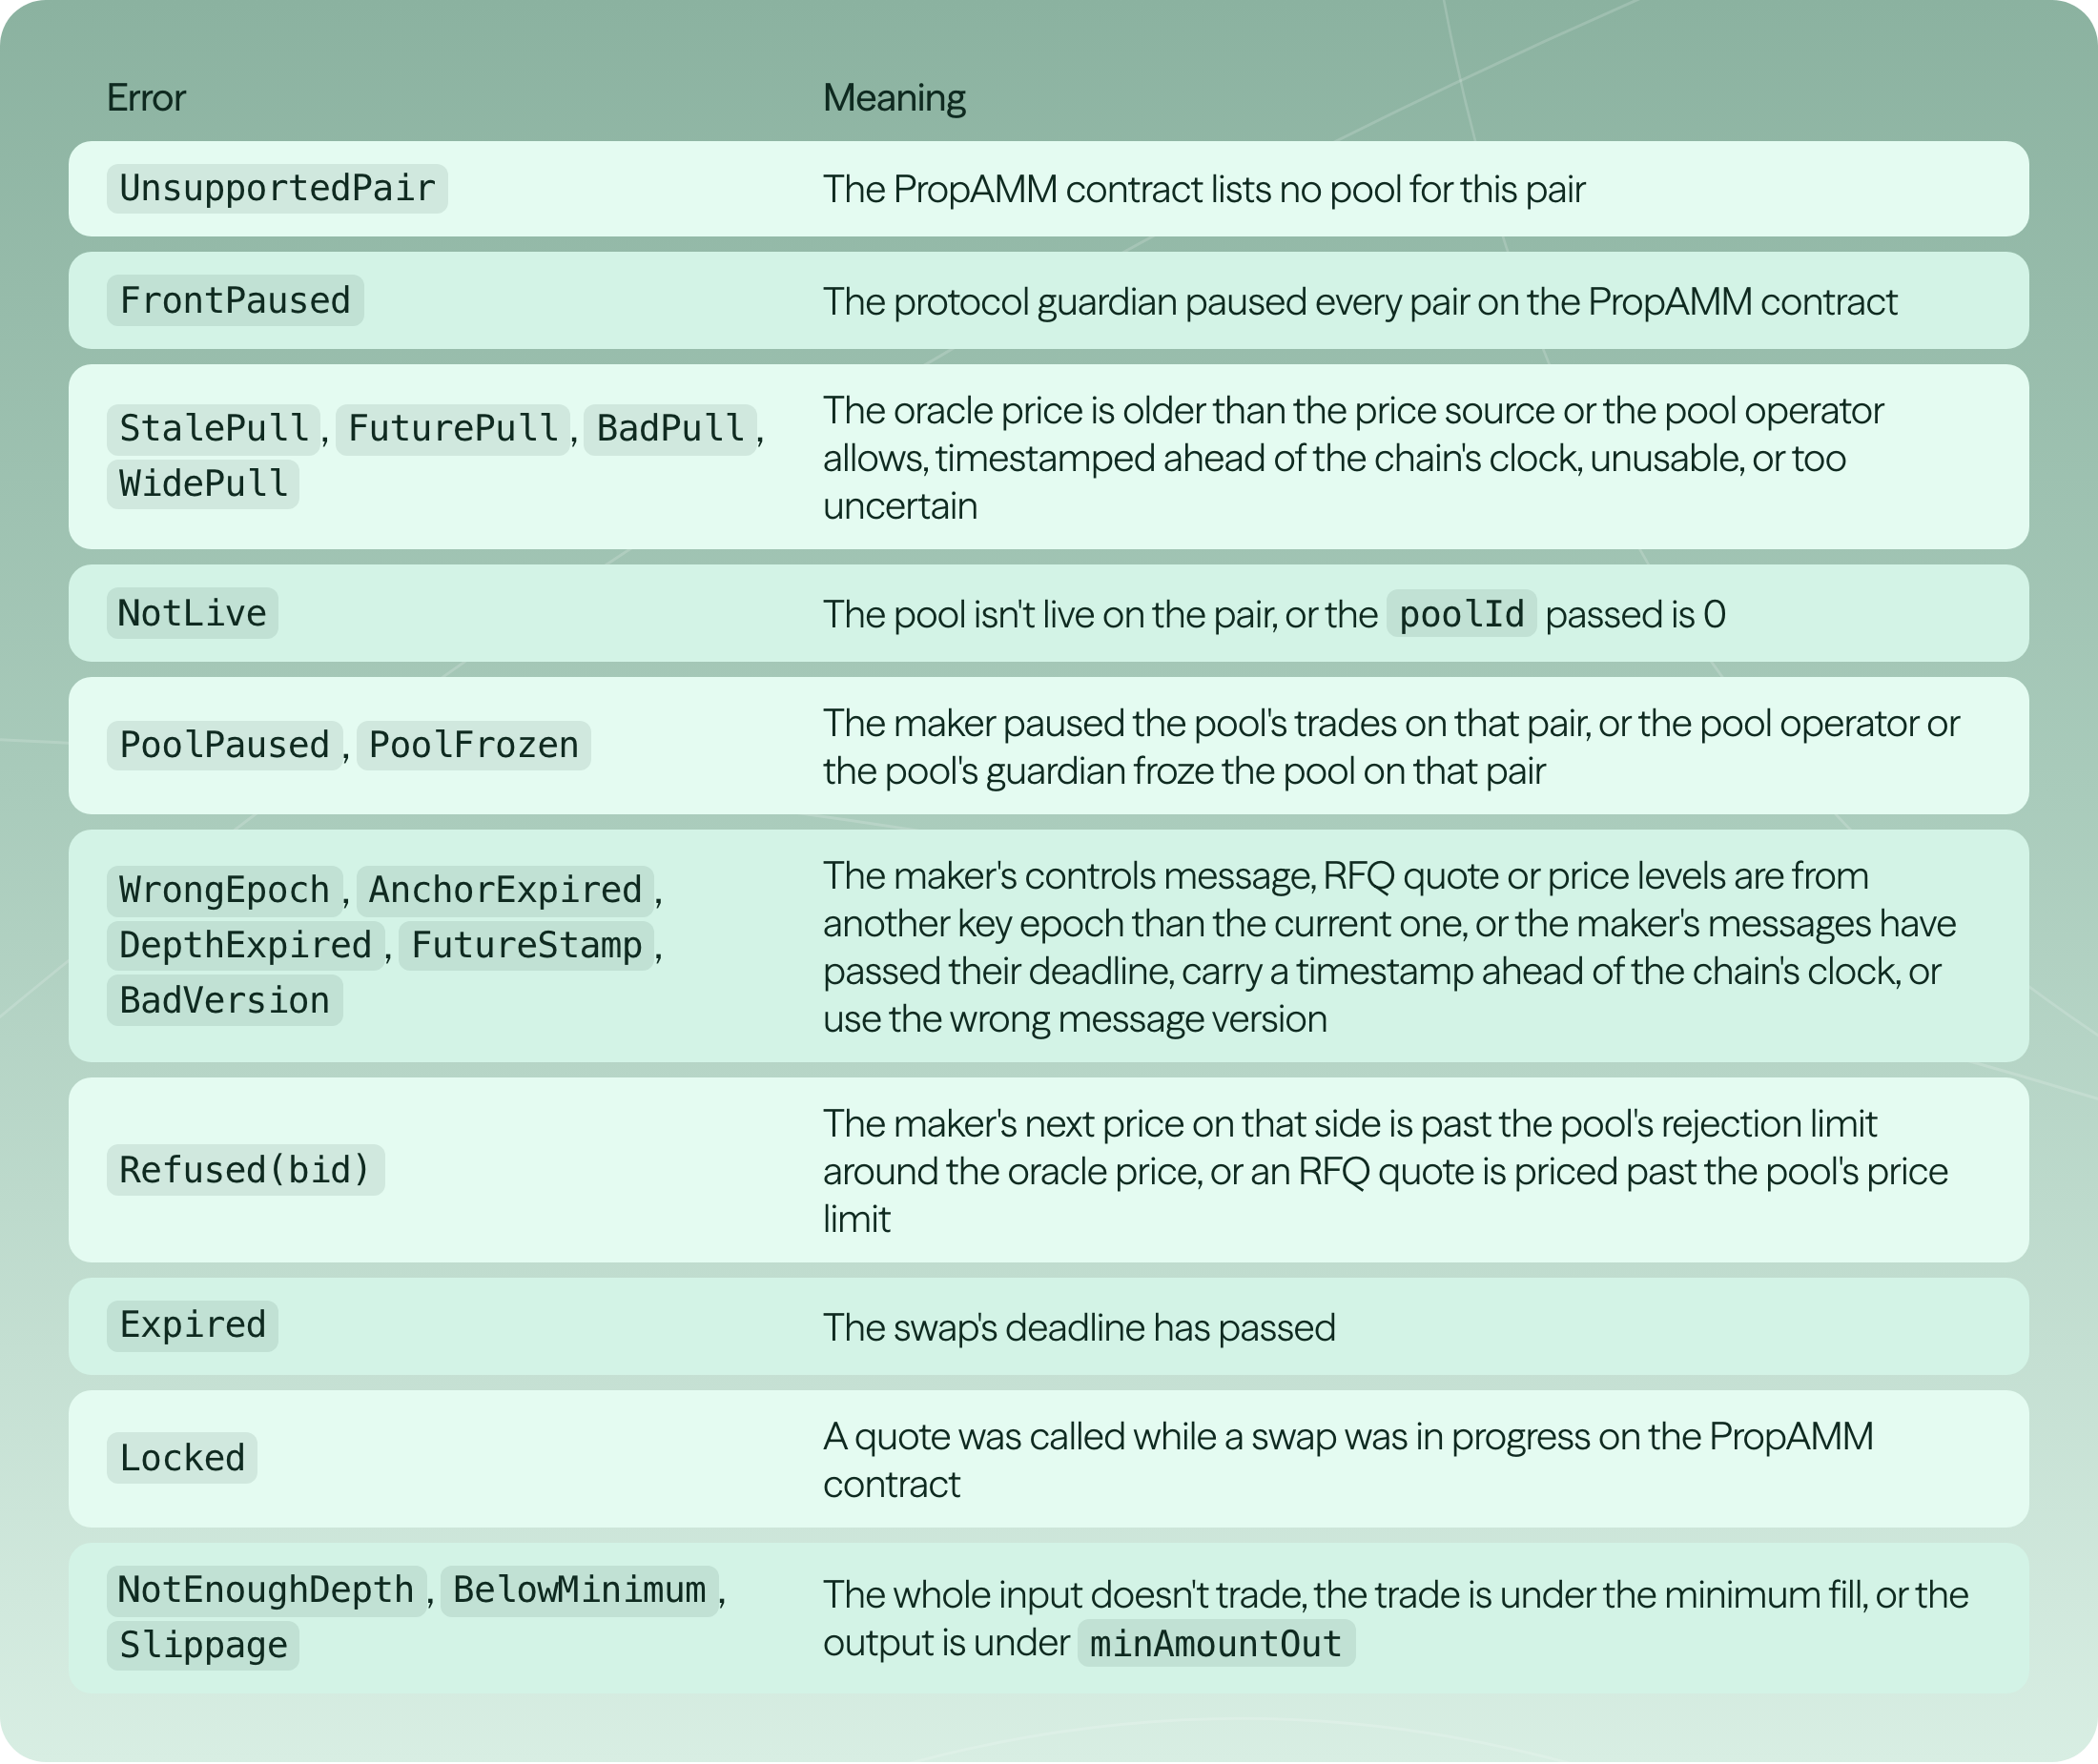 Error Meaning
UnsupportedPair The PropAMM contract lists no pool for this pair
FrontPaused The protocol guardian paused every pair on the PropAMM contract
StalePull, FuturePull, BadPull,
WidePull
The oracle price is older than the price source or the pool operator
allows, timestamped ahead of the chain's clock, unusable, or too
uncertain
NotLive The pool isn't live on the pair, or the poolId passed is 0
PoolPaused, PoolFrozen
The maker paused the pool's trades on that pair, or the pool operator or
the pool's guardian froze the pool on that pair
WrongEpoch, AnchorExpired,
DepthExpired, FutureStamp,
BadVersion
The maker's controls message, RFQ quote or price levels are from
another key epoch than the current one, or the maker's messages have
passed their deadline, carry a timestamp ahead of the chain's clock, or
use the wrong message version
Refused(bid)
The maker's next price on that side is past the pool's rejection limit
around the oracle price, or an RFQ quote is priced past the pool's price
limit
Expired The swap's deadline has passed
Locked
A quote was called while a swap was in progress on the PropAMM
contract
NotEnoughDepth, BelowMinimum,
Slippage
The whole input doesn't trade, the trade is under the minimum fill, or the
output is under minAmountOut